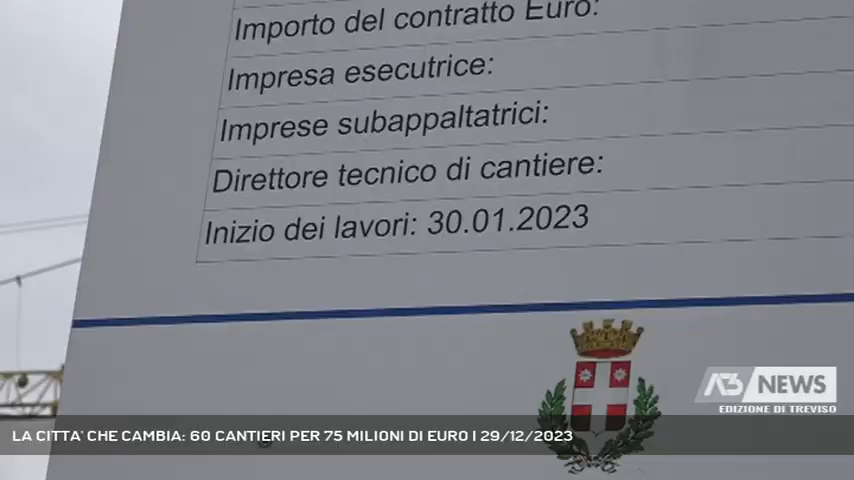 Importo del contratto Euro:
Impresa esecutrice:
Imprese subappaltatrici:
Direttore tecnico di cantiere:
Inizio dei lavori: 30.01.2023
A3 NEWS
EDIZIONE DI TREVISO
LA CITTA' CHE CAMBIA: 60 CANTIERI PER 75 MILIONI DI EURO | 29/12/2023